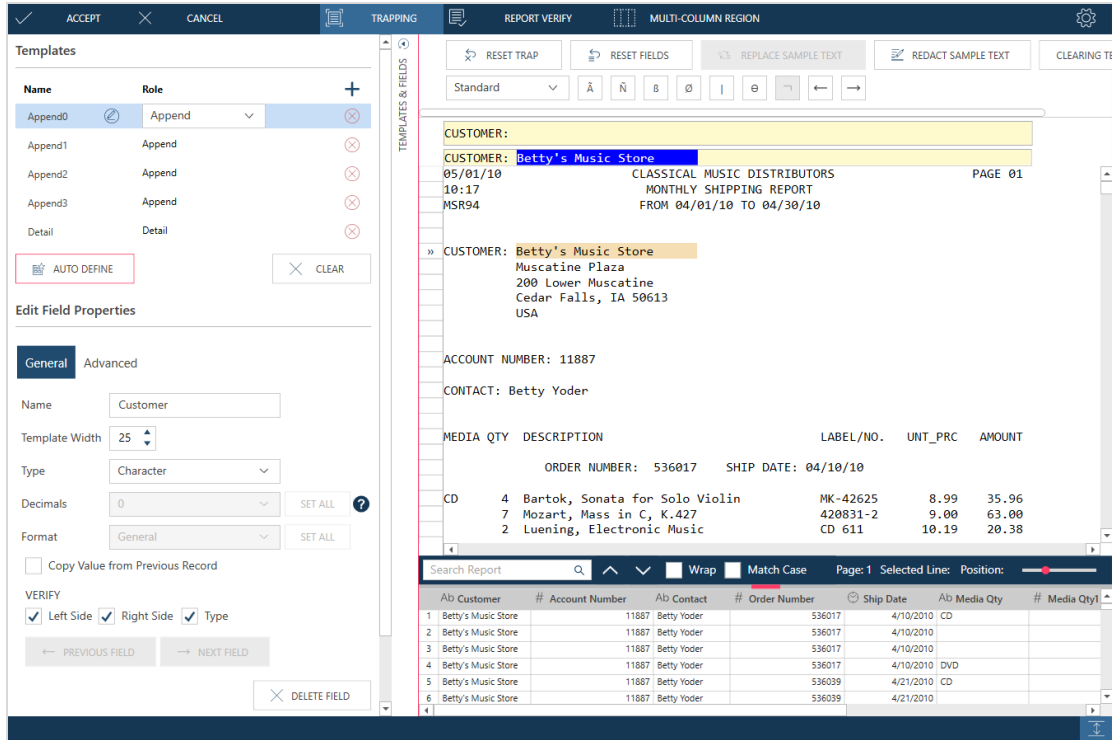 ACCEPT CANCEL TRAPPING REPORT VERIFY MULTI-COLUMN REGION
Templates
Name Role
Append0 Append
Append1 Append
Append2 Append
Append3 Append
Detail Detail
AUTO DEFINE CLEAR
Edit Field Properties
General Advanced
Name Customer
Template Width 25
Type Character
Decimals 0 SET ALL ?
Format General SET ALL
Copy Value from Previous Record
VERIFY
Left Side Right Side Type
← PREVIOUS FIELD → NEXT FIELD
DELETE FIELD
TEMPLATES & FIELDS
RESET TRAP RESET FIELDS REPLACE SAMPLE TEXT REDACT SAMPLE TEXT CLEARING TE
Standard Ã Ñ ß Ø | ɵ ¬ ← →
CUSTOMER:
CUSTOMER: Betty's Music Store
05/01/10 CLASSICAL MUSIC DISTRIBUTORS PAGE 01
10:17 MONTHLY SHIPPING REPORT
MSR94 FROM 04/01/10 TO 04/30/10
» CUSTOMER: Betty's Music Store
Muscatine Plaza
200 Lower Muscatine
Cedar Falls, IA 50613
USA
ACCOUNT NUMBER: 11887
CONTACT: Betty Yoder
MEDIA QTY DESCRIPTION LABEL/NO. UNT_PRC AMOUNT
ORDER NUMBER: 536017 SHIP DATE: 04/10/10
CD 4 Bartok, Sonata for Solo Violin MK-42625 8.99 35.96
7 Mozart, Mass in C, K.427 420831-2 9.00 63.00
2 Luening, Electronic Music CD 611 10.19 20.38
Search Report Wrap Match Case Page: 1 Selected Line: Position:
Ab Customer # Account Number Ab Contact # Order Number Ship Date Ab Media Qty # Media Qty1
1 Betty's Music Store 11887 Betty Yoder 536017 4/10/2010 CD
2 Betty's Music Store 11887 Betty Yoder 536017 4/10/2010
3 Betty's Music Store 11887 Betty Yoder 536017 4/10/2010
4 Betty's Music Store 11887 Betty Yoder 536017 4/10/2010 DVD
5 Betty's Music Store 11887 Betty Yoder 536039 4/21/2010 CD
6 Betty's Music Store 11887 Betty Yoder 536039 4/21/2010